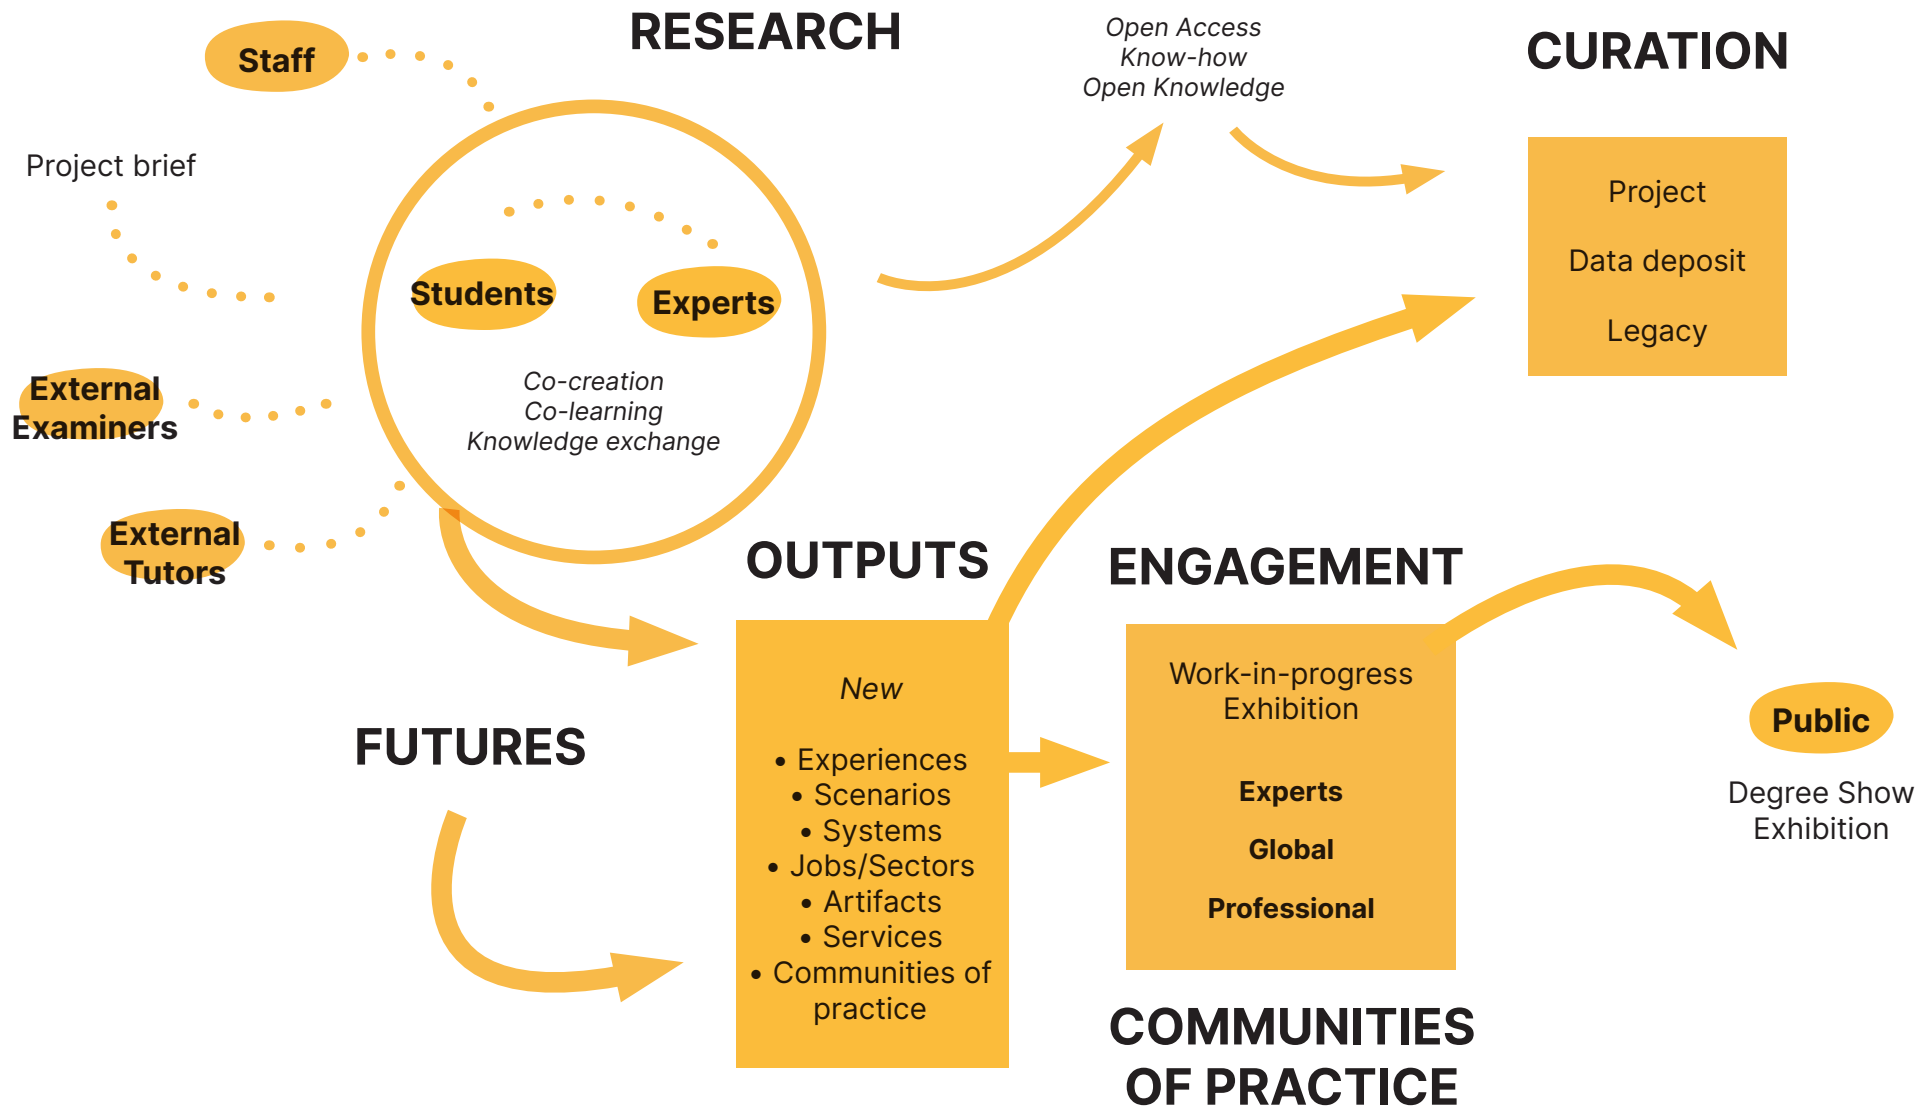 RESEARCH
Staff
Project brief
External
Examiners
External
Tutors
Students
Experts
Co-creation
Co-learning
Knowledge exchange
Open Access
Know-how
Open Knowledge
CURATION
Project
Data deposit
Legacy
FUTURES
OUTPUTS
New
• Experiences
• Scenarios
• Systems
• Jobs/Sectors
• Artifacts
• Services
• Communities of
practice
ENGAGEMENT
Work-in-progress
Exhibition
Experts
Global
Professional
COMMUNITIES
OF PRACTICE
Public
Degree Show
Exhibition